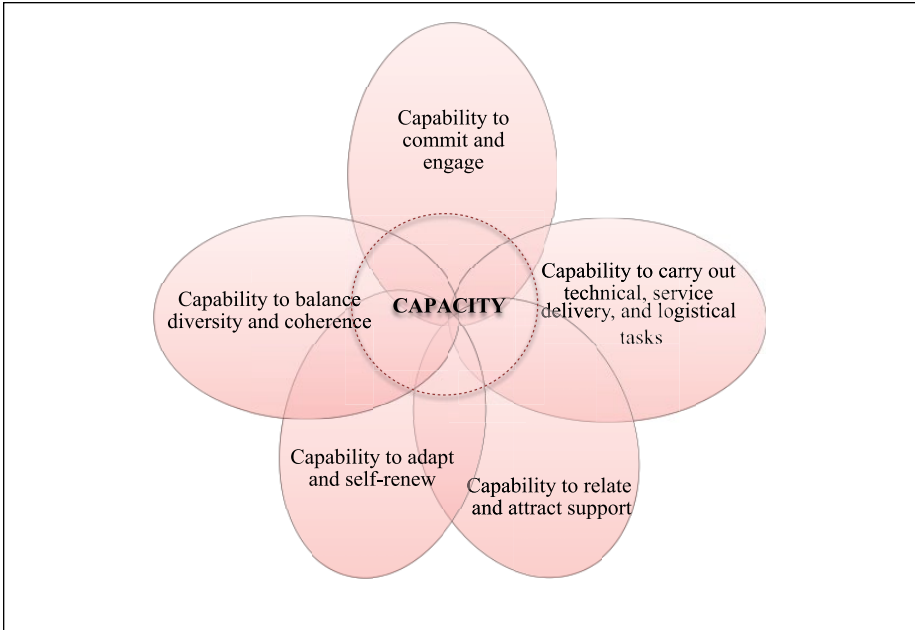 Capability to
commit and
engage
Capability to balance
diversity and coherence
CAPACITY
Capability to carry out
technical, service
delivery, and logistical
tasks
Capability to adapt
and self-renew
Capability to relate
and attract support